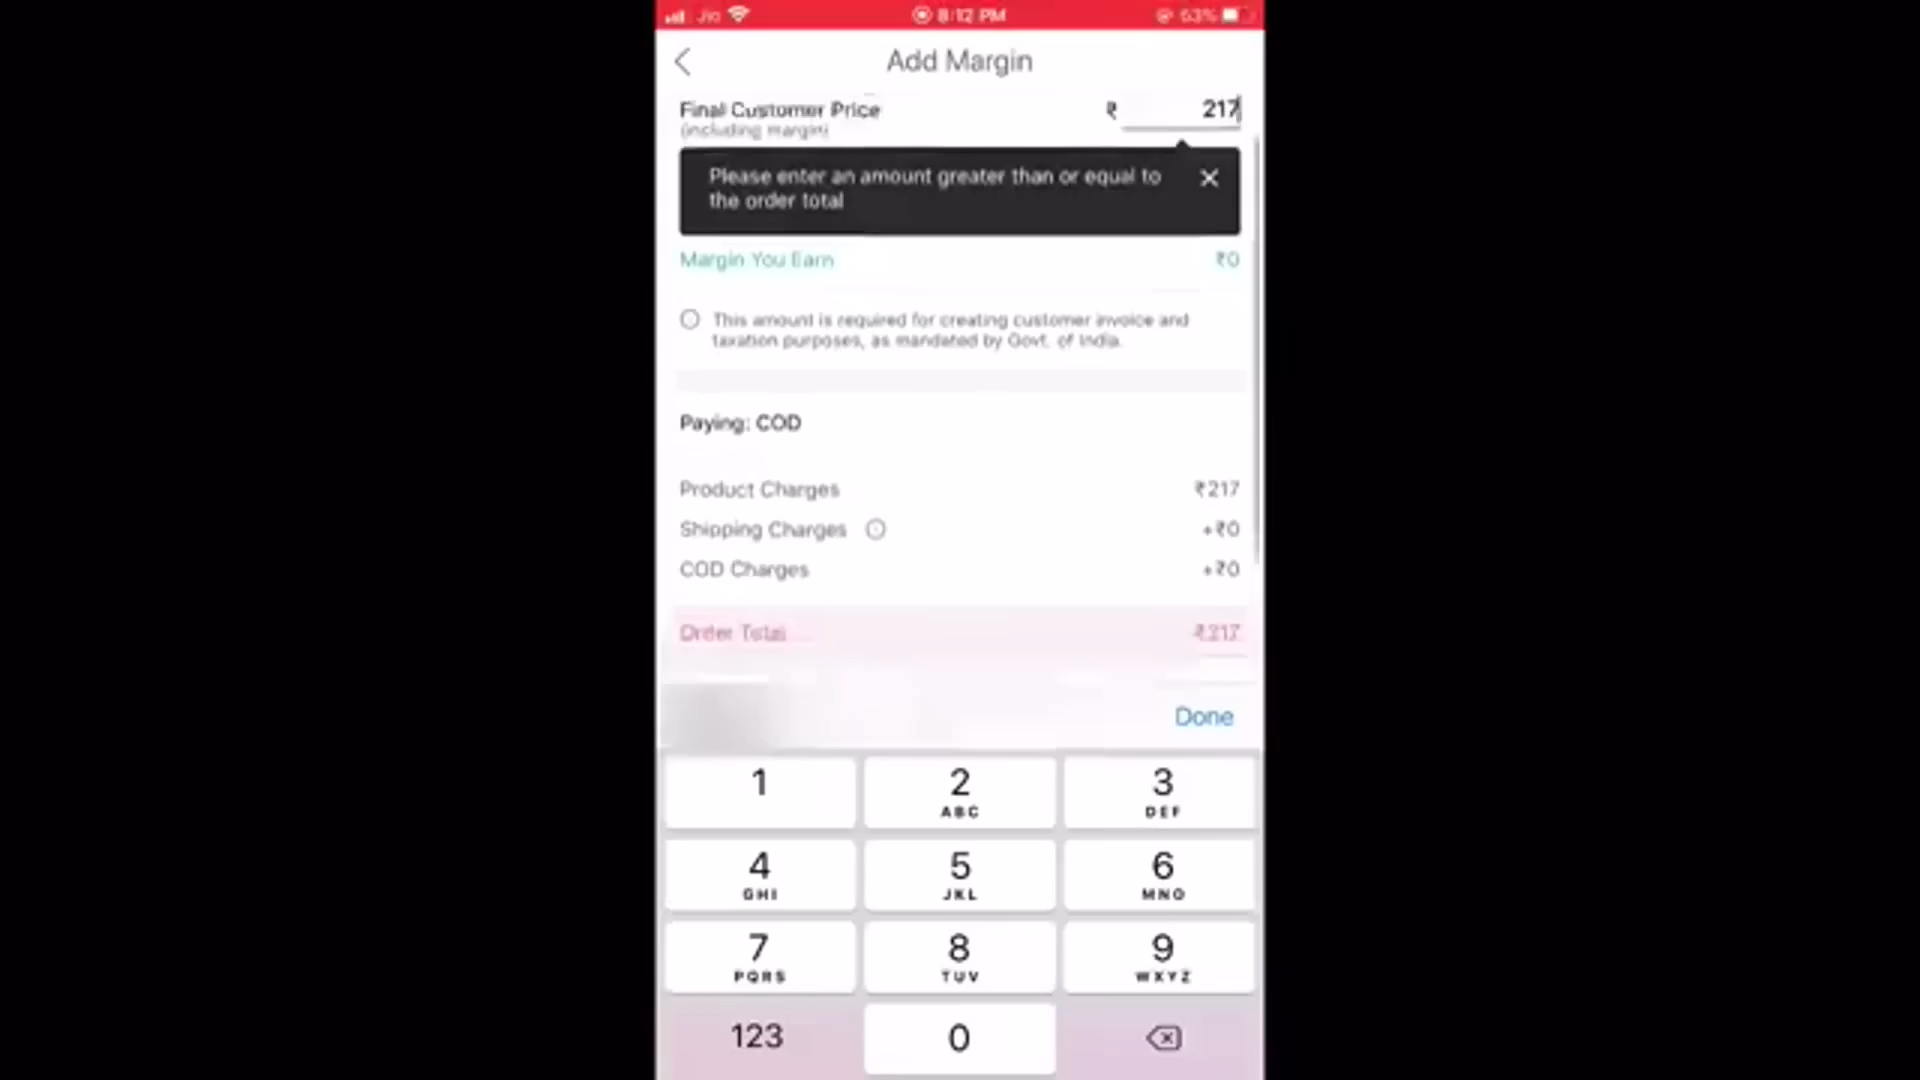 Jio 8:12 PM 53%
Add Margin
Final Customer Price ₹ 217
(including margin)
Please enter an amount greater than or equal to
the order total
Margin You Earn ₹0
This amount is required for creating customer invoice and
taxation purposes, as mandated by Govt. of India.
Paying: COD
Product Charges ₹217
Shipping Charges +₹0
COD Charges +₹0
Order Total ₹217
Done
1 2 3
ABC DEF
4 5 6
GHI JKL MNO
7 8 9
PQRS TUV WXYZ
123 0